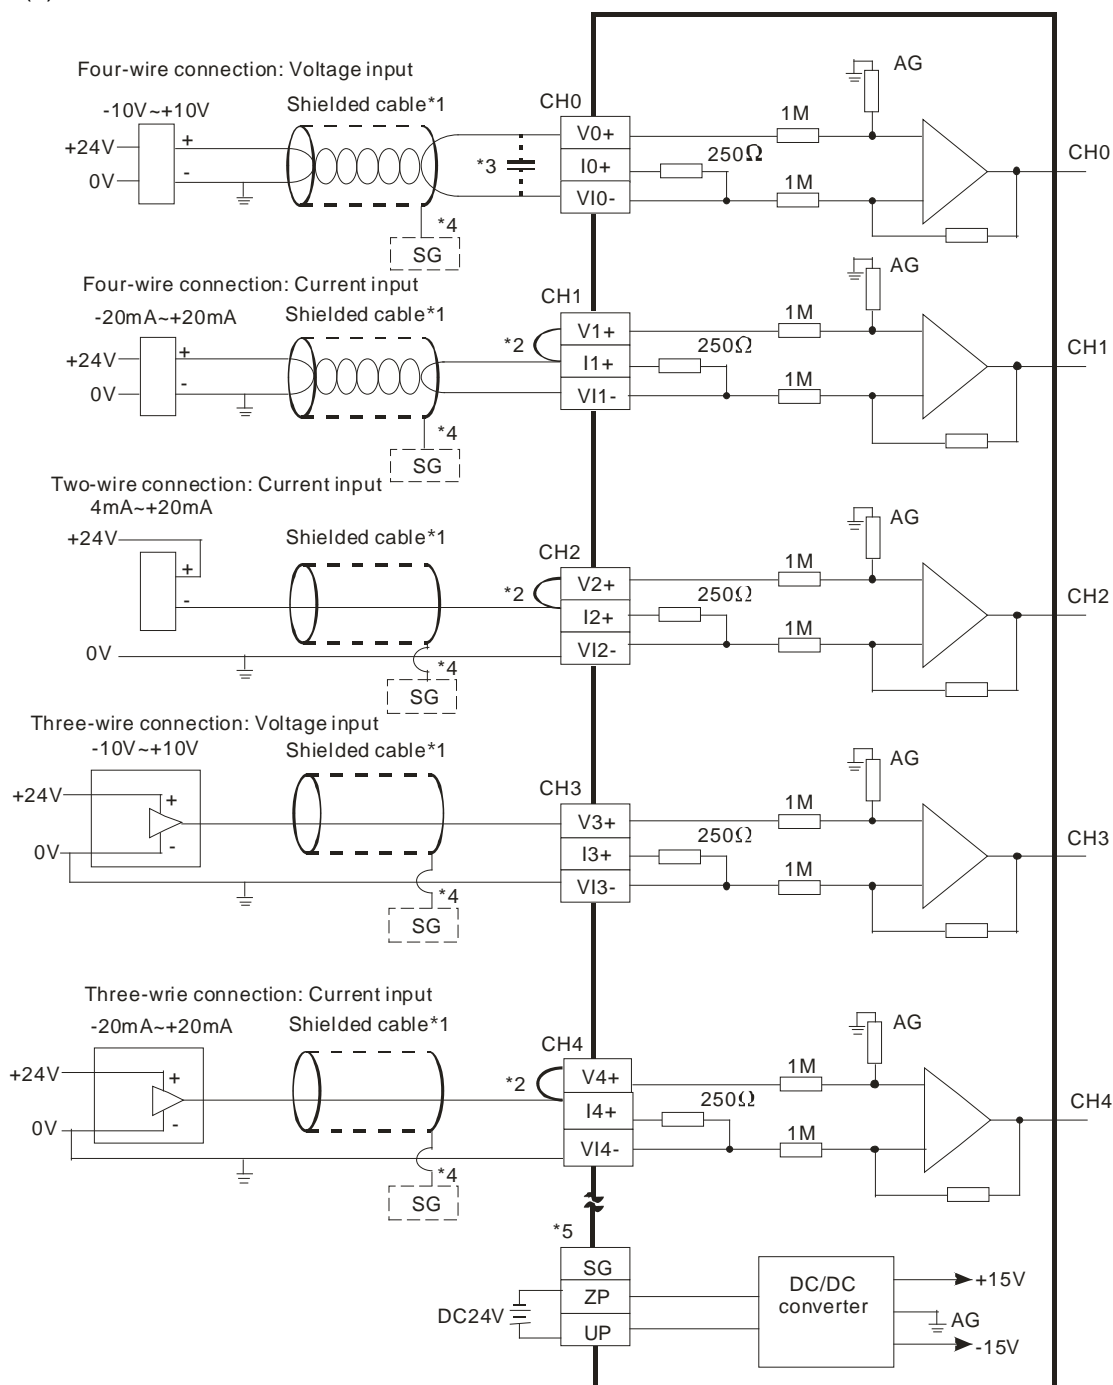 Four-wire connection: Voltage input
-10V~+10V
Shielded cable*1
+24V
+
0V
-
*3
*4
SG
CH0
V0+
I0+
VI0-
250Ω
1M
1M
AG
CH0
Four-wire connection: Current input
-20mA~+20mA
Shielded cable*1
+24V
+
0V
-
*2
*4
SG
CH1
V1+
I1+
VI1-
250Ω
1M
1M
AG
CH1
Two-wire connection: Current input
4mA~+20mA
+24V
Shielded cable*1
+
-
0V
*2
*4
SG
CH2
V2+
I2+
VI2-
250Ω
1M
1M
AG
CH2
Three-wire connection: Voltage input
-10V~+10V
Shielded cable*1
+24V
+
0V
-
*4
SG
CH3
V3+
I3+
VI3-
250Ω
1M
1M
AG
CH3
Three-wrie connection: Current input
-20mA~+20mA
Shielded cable*1
+24V
+
0V
-
*2
*4
SG
CH4
V4+
I4+
VI4-
250Ω
1M
1M
AG
CH4
*5
SG
ZP
UP
DC24V
DC/DC
converter
+15V
AG
-15V